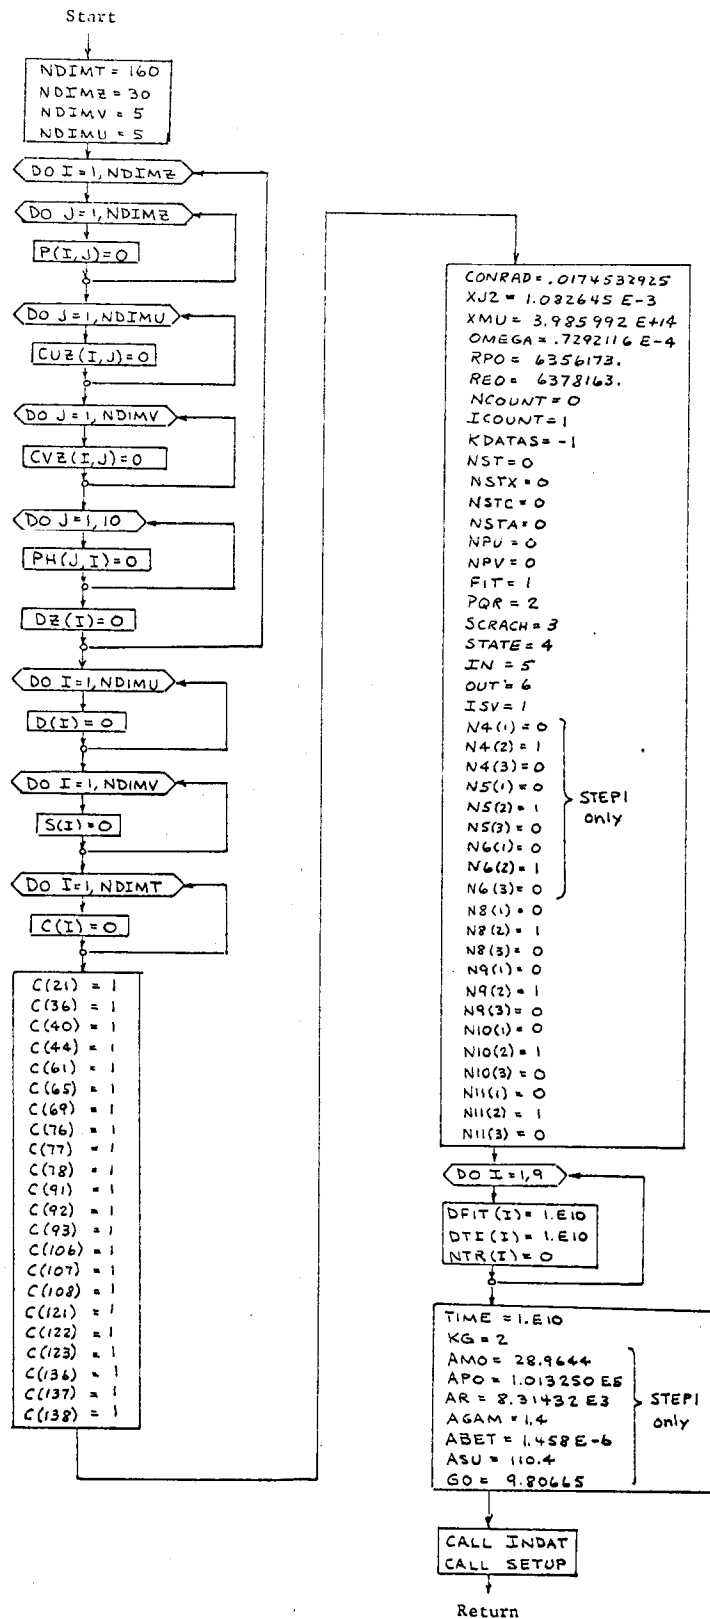 Start
NDIMT = 160
NDIMZ = 30
NDIMV = 5
NDIMU = 5
DO I=1, NDIMZ
DO J=1, NDIMZ
P(I,J)=0
DO J=1, NDIMU
CUZ(I,J)=0
DO J=1, NDIMV
CVZ(I,J)=0
DO J=1,10
PH(J,I)=0
DZ(I)=0
DO I=1, NDIMU
D(I)=0
DO I=1, NDIMV
S(I)=0
DO I=1, NDIMT
C(I)=0
C(21) = 1
C(36) = 1
C(40) = 1
C(44) = 1
C(61) = 1
C(65) = 1
C(69) = 1
C(76) = 1
C(77) = 1
C(78) = 1
C(91) = 1
C(92) = 1
C(93) = 1
C(106) = 1
C(107) = 1
C(108) = 1
C(121) = 1
C(122) = 1
C(123) = 1
C(136) = 1
C(137) = 1
C(138) = 1
CONRAD = .0174532925
XJ2 = 1.082645 E-3
XMU = 3.985992 E+14
OMEGA = .7292116 E-4
RPO = 6356173.
REO = 6378163.
NCOUNT = 0
ICOUNT = 1
KDATAS = -1
NST = 0
NSTX = 0
NSTC = 0
NSTA = 0
NPU = 0
NPV = 0
FIT = 1
PQR = 2
SCRACH = 3
STATE = 4
IN = 5
OUT = 6
ISV = 1
N4(1) = 0
N4(2) = 1
N4(3) = 0
N5(1) = 0
N5(2) = 1
N5(3) = 0
N6(1) = 0
N6(2) = 1
N6(3) = 0
STEP1
only
N8(1) = 0
N8(2) = 1
N8(3) = 0
N9(1) = 0
N9(2) = 1
N9(3) = 0
N10(1) = 0
N10(2) = 1
N10(3) = 0
N11(1) = 0
N11(2) = 1
N11(3) = 0
DO I=1,9
DFIT(I) = 1.E10
DTI(I) = 1.E10
NTR(I) = 0
TIME = 1.E10
KG = 2
AMO = 28.9644
APO = 1.013250 E5
AR = 8.31432 E3
AGAM = 1.4
ABET = 1.458 E-6
ASU = 110.4
GO = 9.80665
STEP1
only
CALL INDAT
CALL SETUP
Return